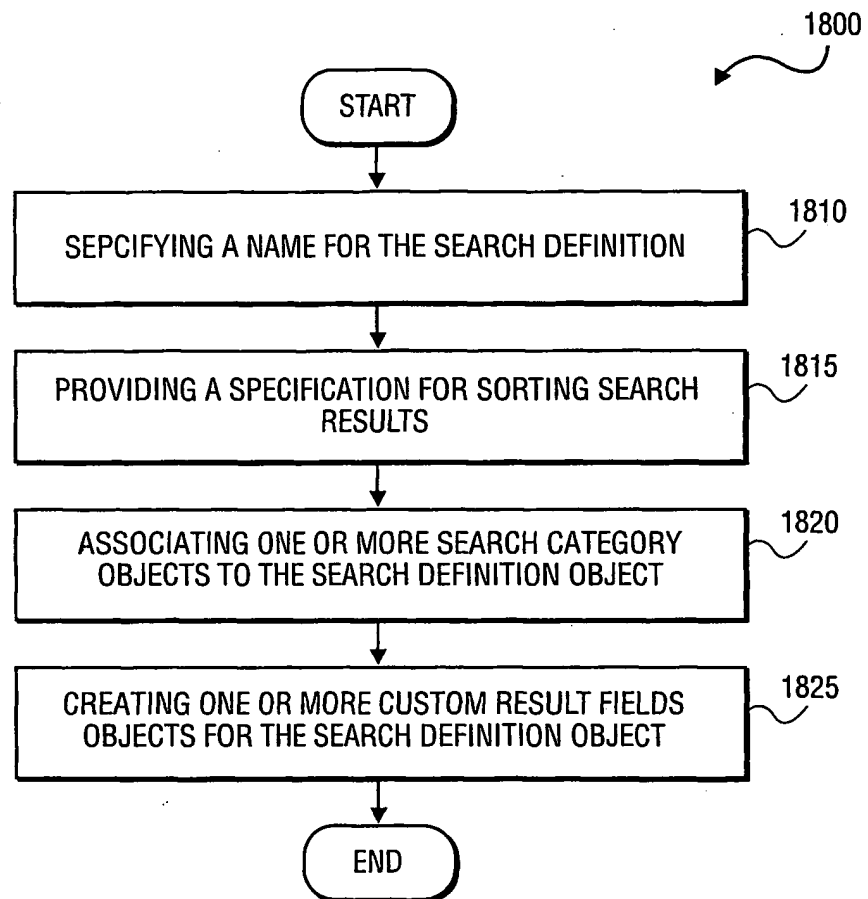 1800
START
SEPCIFYING A NAME FOR THE SEARCH DEFINITION
1810
PROVIDING A SPECIFICATION FOR SORTING SEARCH
RESULTS
1815
ASSOCIATING ONE OR MORE SEARCH CATEGORY
OBJECTS TO THE SEARCH DEFINITION OBJECT
1820
CREATING ONE OR MORE CUSTOM RESULT FIELDS
OBJECTS FOR THE SEARCH DEFINITION OBJECT
1825
END